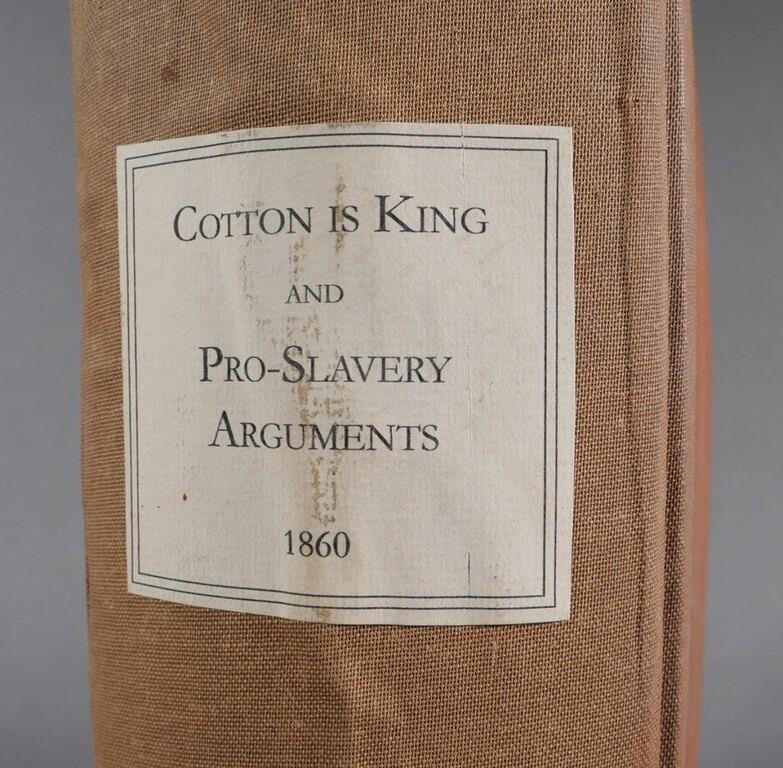 Cotton is King
and
Pro-Slavery
Arguments
1860